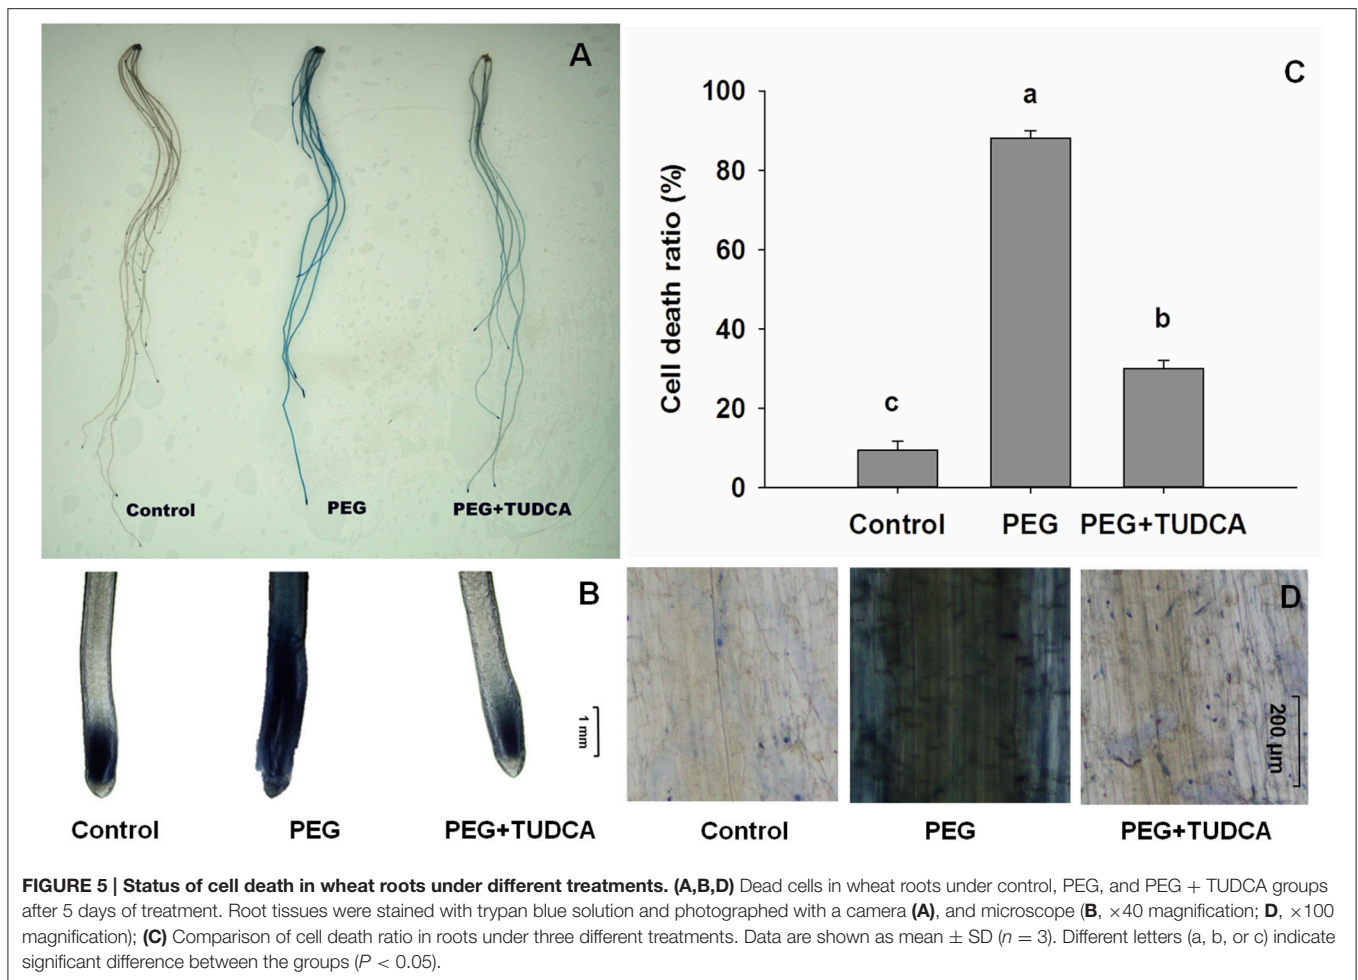 A
Control
PEG
PEG+TUDCA
C
Cell death ratio (%)
100
80
60
40
20
0
a
b
c
Control
PEG
PEG+TUDCA
B
1 mm
Control
PEG
PEG+TUDCA
D
200 µm
Control
PEG
PEG+TUDCA
FIGURE 5 | Status of cell death in wheat roots under different treatments. (A,B,D) Dead cells in wheat roots under control, PEG, and PEG + TUDCA groups
after 5 days of treatment. Root tissues were stained with trypan blue solution and photographed with a camera (A), and microscope (B, ×40 magnification; D, ×100
magnification); (C) Comparison of cell death ratio in roots under three different treatments. Data are shown as mean ± SD (n = 3). Different letters (a, b, or c) indicate
significant difference between the groups (P < 0.05).